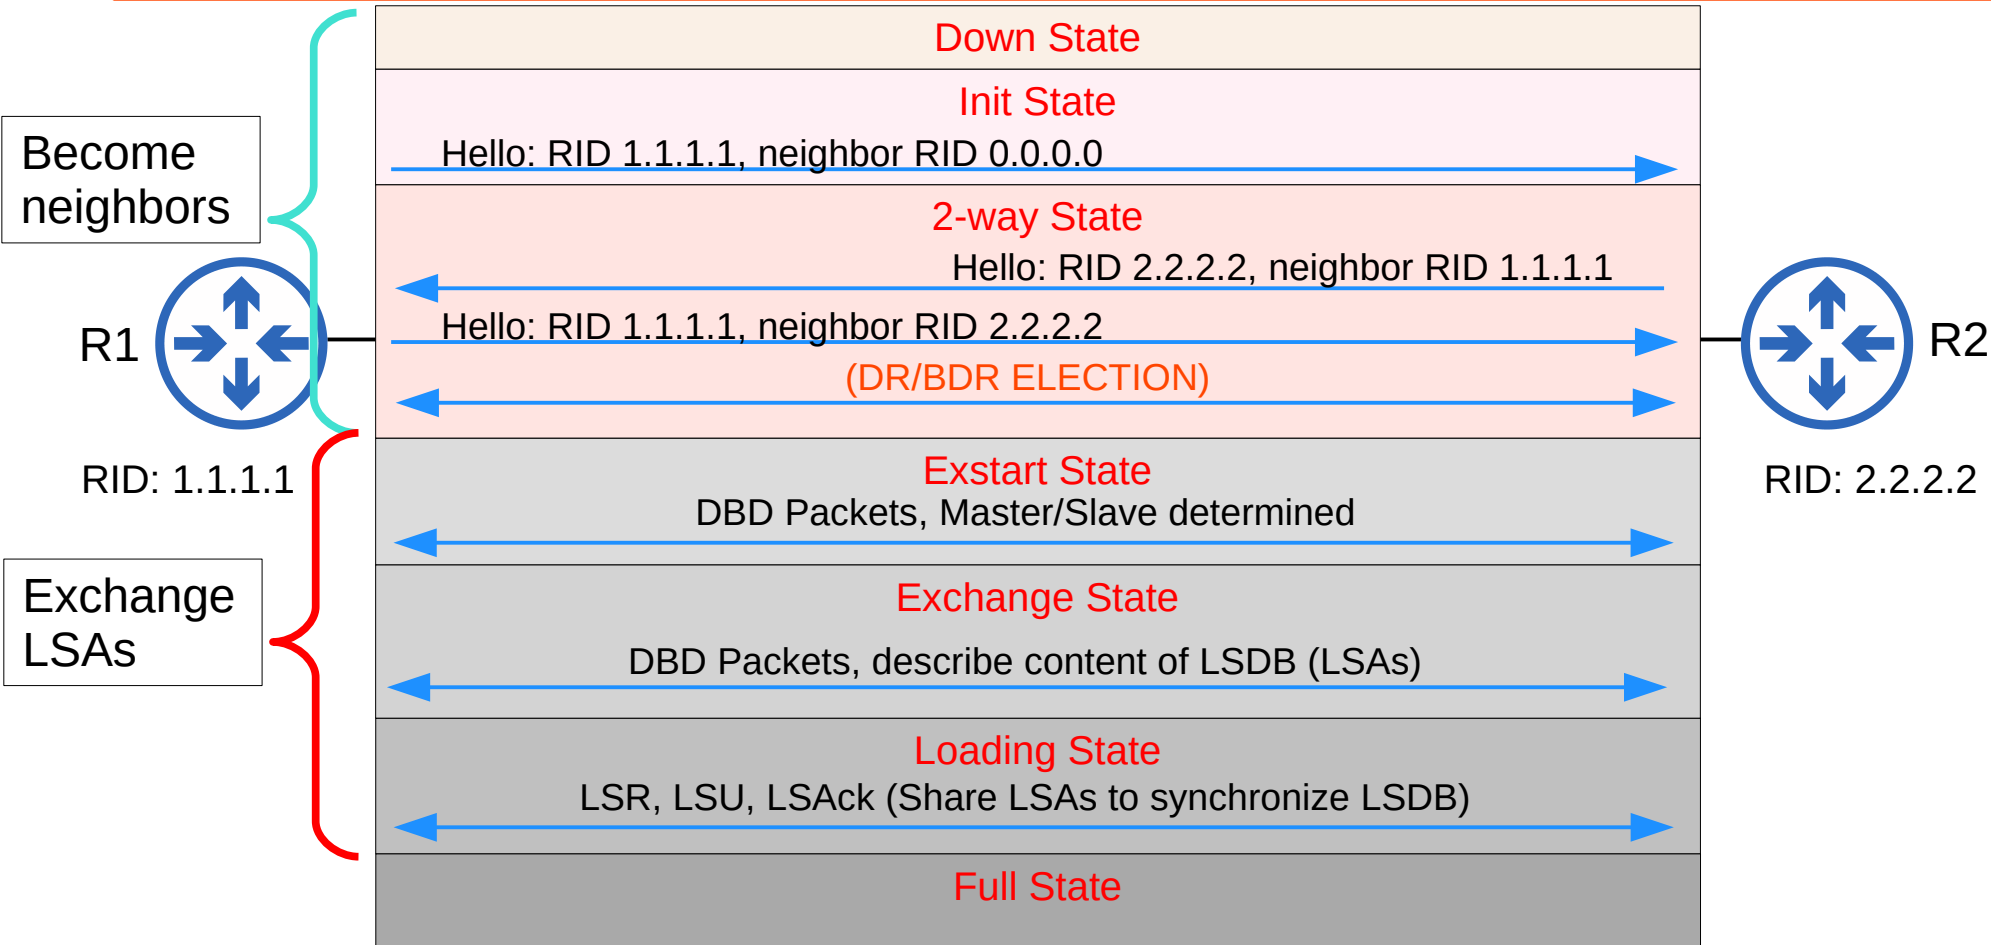 Down State
Init State
Hello: RID 1.1.1.1, neighbor RID 0.0.0.0
Become
neighbors
2-way State
Hello: RID 2.2.2.2, neighbor RID 1.1.1.1
Hello: RID 1.1.1.1, neighbor RID 2.2.2.2
R1
R2
(DR/BDR ELECTION)
Exstart State
RID: 1.1.1.1
RID: 2.2.2.2
DBD Packets, Master/Slave determined
Exchange
LSAs
Exchange State
DBD Packets, describe content of LSDB (LSAs)
Loading State
LSR, LSU, LSAck (Share LSAs to synchronize LSDB)
Full State